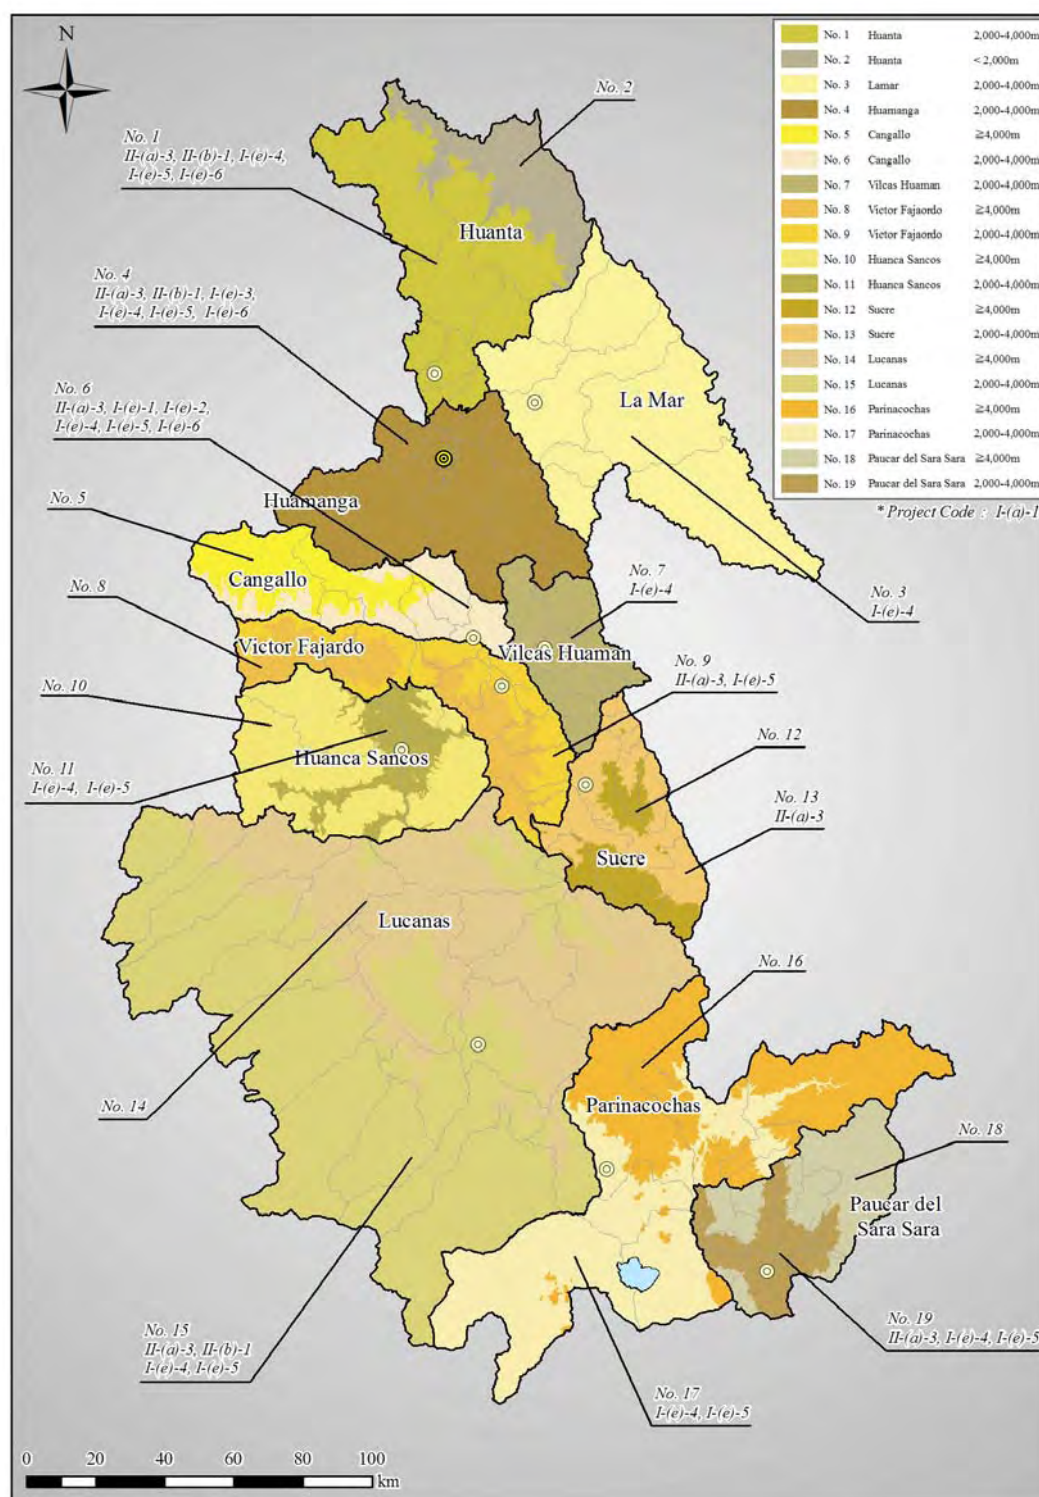 N
No. 1 Huanta 2,000-4,000m
No. 2 Huanta < 2,000m
No. 3 Lamar 2,000-4,000m
No. 4 Huamanga 2,000-4,000m
No. 5 Cangallo ≧4,000m
No. 6 Cangallo 2,000-4,000m
No. 7 Vilcas Huaman 2,000-4,000m
No. 8 Victor Fajaordo ≧4,000m
No. 9 Victor Fajaordo 2,000-4,000m
No. 10 Huanca Sancos ≧4,000m
No. 11 Huanca Sancos 2,000-4,000m
No. 12 Sucre ≧4,000m
No. 13 Sucre 2,000-4,000m
No. 14 Lucanas ≧4,000m
No. 15 Lucanas 2,000-4,000m
No. 16 Parinacochas ≧4,000m
No. 17 Parinacochas 2,000-4,000m
No. 18 Paucar del Sara Sara ≧4,000m
No. 19 Paucar del Sara Sara 2,000-4,000m
* Project Code : I-(a)-1
No. 2
No. 1
II-(a)-3, II-(b)-1, I-(e)-4,
I-(e)-5, I-(e)-6
Huanta
No. 4
II-(a)-3, II-(b)-1, I-(e)-3,
I-(e)-4, I-(e)-5, I-(e)-6
No. 6
II-(a)-3, I-(e)-1, I-(e)-2,
I-(e)-4, I-(e)-5, I-(e)-6
La Mar
No. 5
Huamanga
No. 8
Cangallo
No. 7
I-(e)-4
No. 3
I-(e)-4
Victor Fajardo
Vilcas Huaman
No. 9
II-(a)-3, I-(e)-5
No. 10
No. 12
No. 11
I-(e)-4, I-(e)-5
Huanca Sancos
No. 13
II-(a)-3
Sucre
Lucanas
No. 16
No. 14
Parinacochas
No. 18
Paucar del
Sara Sara
No. 15
II-(a)-3, II-(b)-1
I-(e)-4, I-(e)-5
No. 19
II-(a)-3, I-(e)-4, I-(e)-5
No. 17
I-(e)-4, I-(e)-5
0 20 40 60 80 100
km